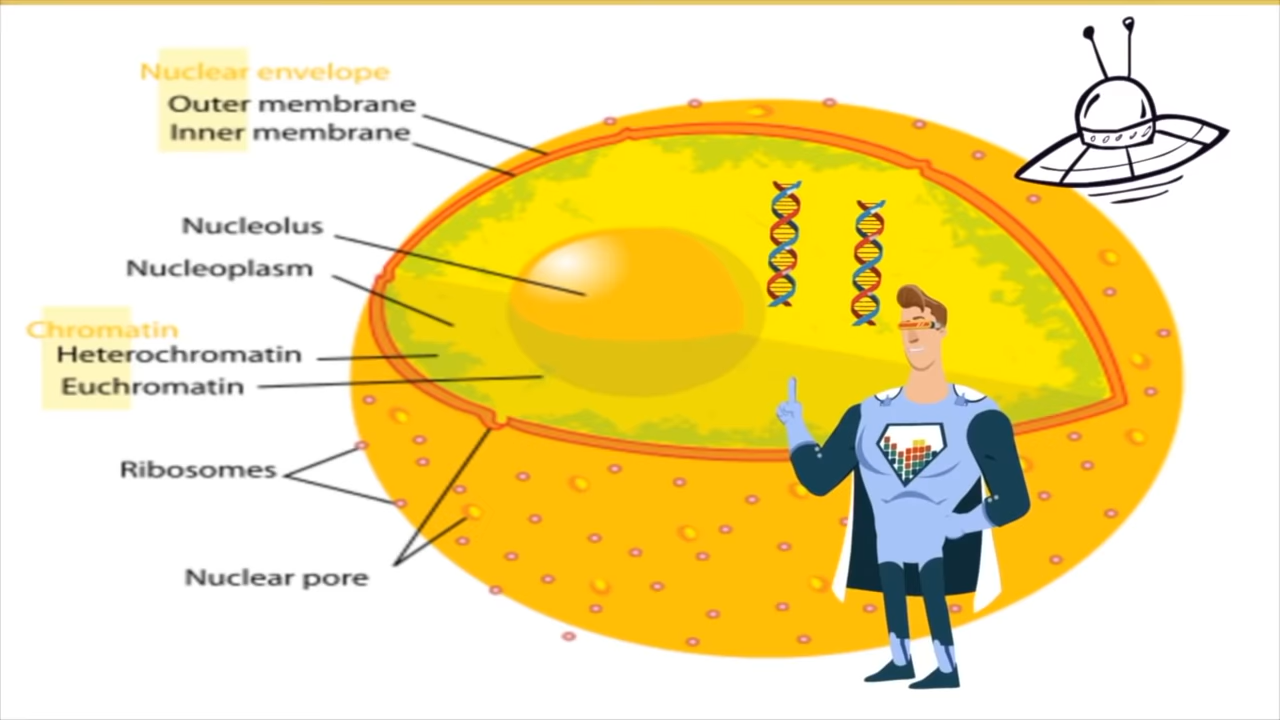 Nuclear envelope
Outer membrane
Inner membrane
Nucleolus
Nucleoplasm
Chromatin
Heterochromatin
Euchromatin
Ribosomes
Nuclear pore